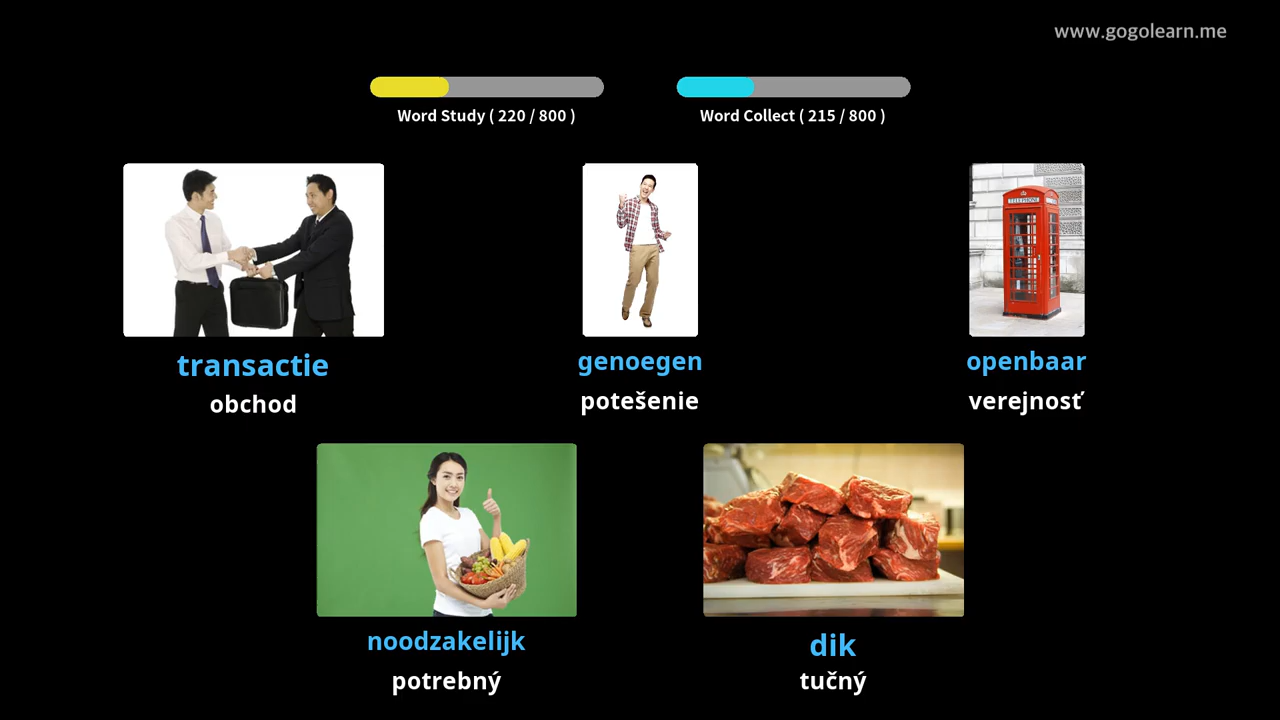 www.gogolearn.me
Word Study ( 220 / 800 )
Word Collect ( 215 / 800 )
TELEPHONE
transactie
genoegen
openbaar
obchod
potešenie
verejnosť
noodzakelijk
dik
potrebný
tučný